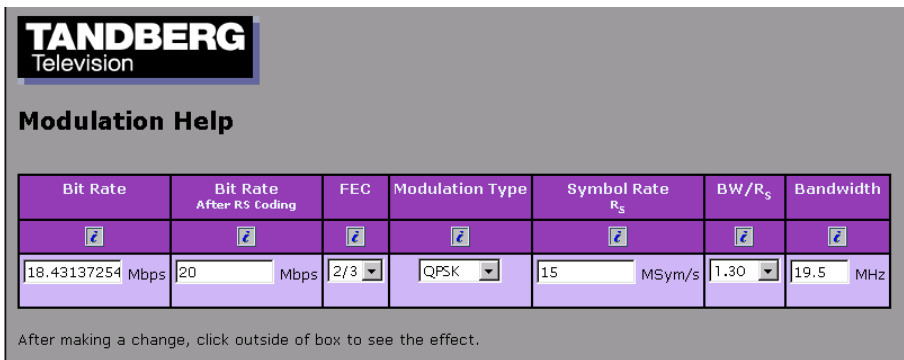 TANDBERG
Television
Modulation Help
Bit Rate Bit Rate After RS Coding FEC Modulation Type Symbol Rate RS BW/RS Bandwidth
i i i i i i i
18.43137254 Mbps 20 Mbps 2/3 QPSK 15 MSym/s 1.30 19.5 MHz
After making a change, click outside of box to see the effect.